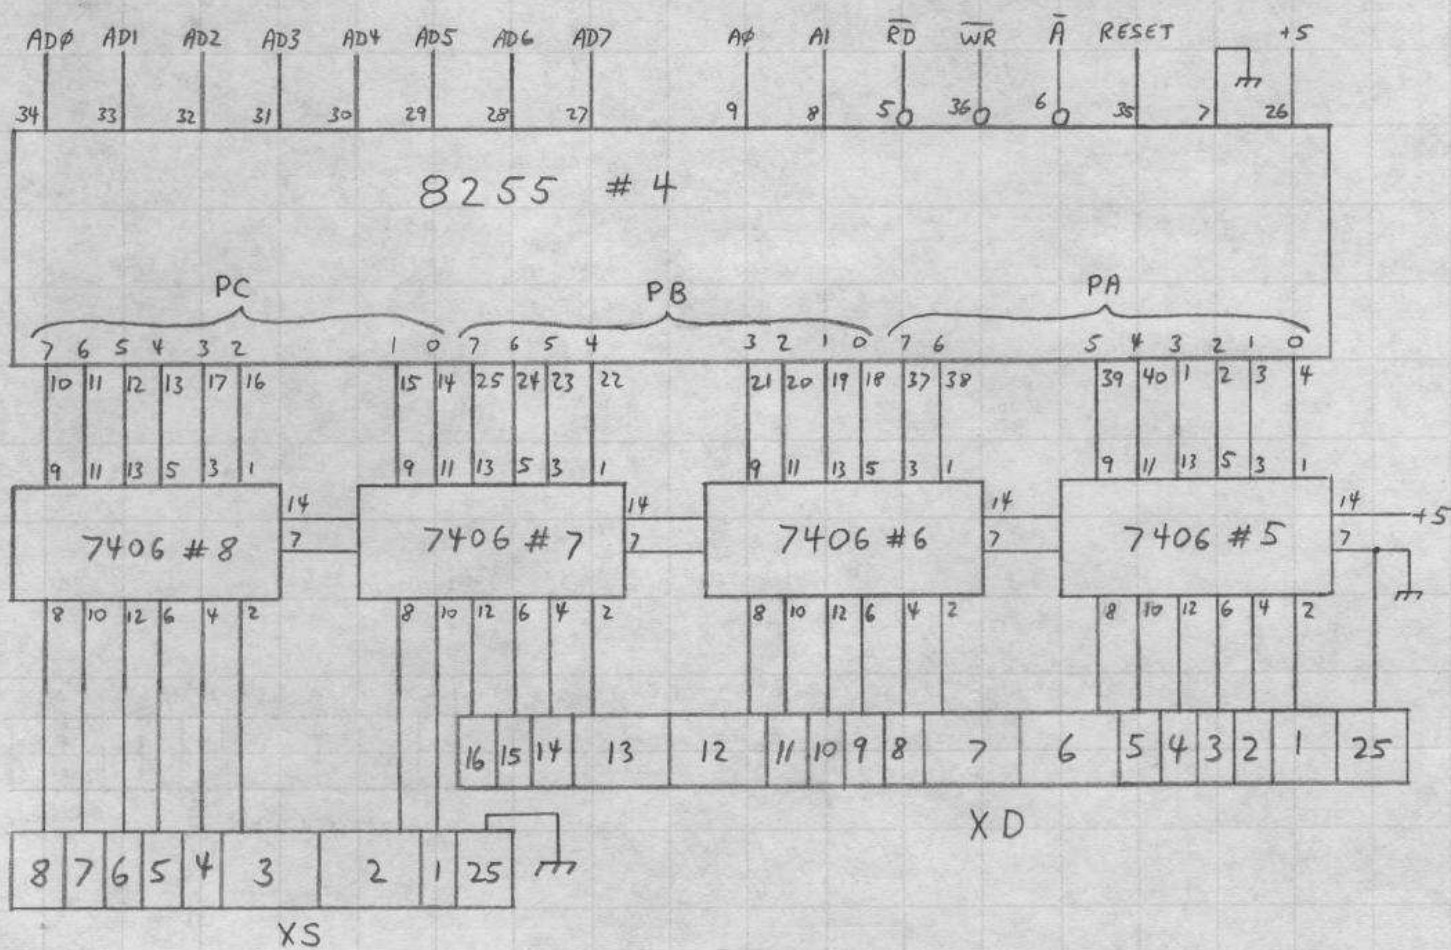 ADØ AD1 AD2 AD3 AD4 AD5 AD6 AD7 AØ A1 R̅D̅ W̅R̅ A̅ RESET +5
34 33 32 31 30 29 28 27 9 8 5 36 6 35 7 26
8255 #4
PC PB PA
7 6 5 4 3 2 1 0 7 6 5 4 3 2 1 0 7 6 5 4 3 2 1 0
10 11 12 13 17 16 15 14 25 24 23 22 21 20 19 18 37 38 39 40 1 2 3 4
9 11 13 5 3 1 9 11 13 5 3 1 9 11 13 5 3 1 9 11 13 5 3 1
14 14 14 14
7406 #8 7406 #7 7406 #6 7406 #5 +5
7 7 7 7
8 10 12 6 4 2 8 10 12 6 4 2 8 10 12 6 4 2 8 10 12 6 4 2
16 15 14 13 12 11 10 9 8 7 6 5 4 3 2 1 25
XD
8 7 6 5 4 3 2 1 25
XS